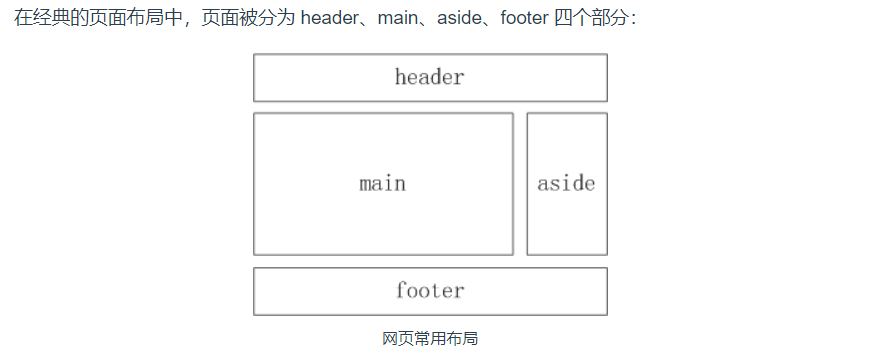 在经典的页面布局中，页面被分为 header、main、aside、footer 四个部分：
header
main
aside
footer
网页常用布局